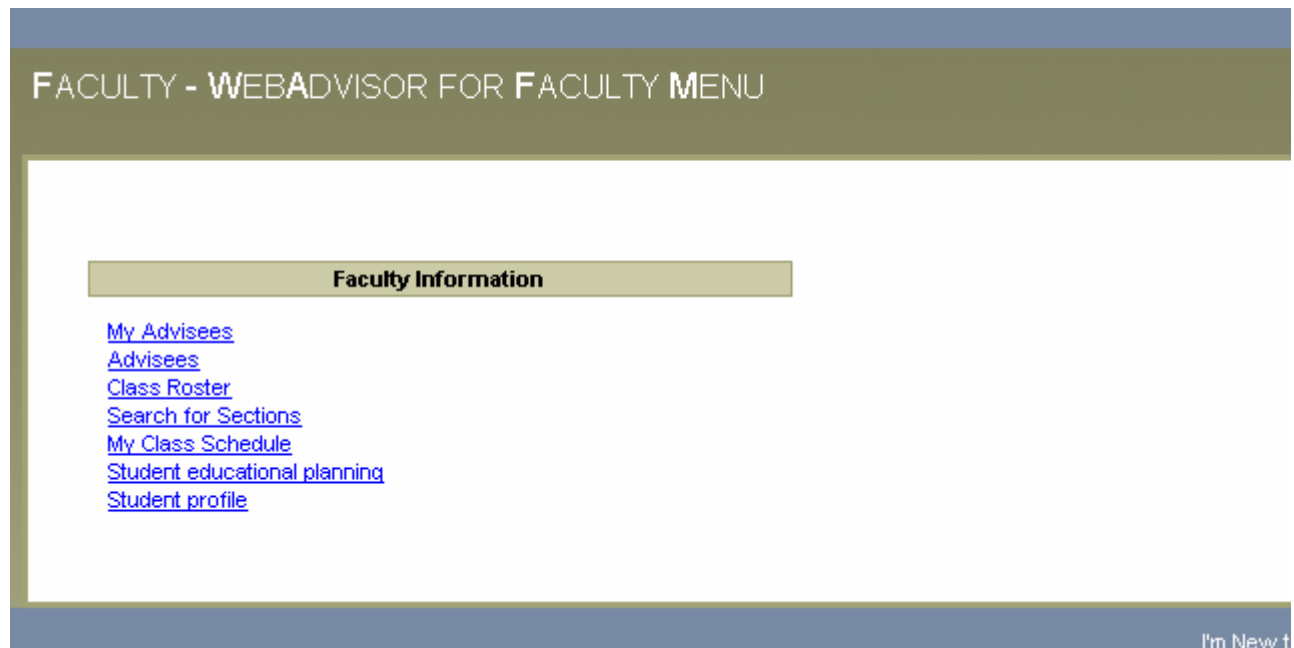 FACULTY - WEBADVISOR FOR FACULTY MENU
Faculty Information
My Advisees
Advisees
Class Roster
Search for Sections
My Class Schedule
Student educational planning
Student profile
I'm New t